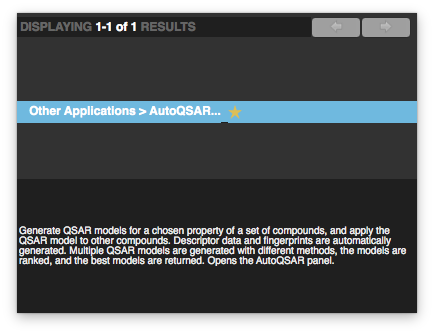 DISPLAYING 1-1 of 1 RESULTS
Other Applications > AutoQSAR...
Generate QSAR models for a chosen property of a set of compounds, and apply the
QSAR model to other compounds. Descriptor data and fingerprints are automatically
generated. Multiple QSAR models are generated with different methods, the models are
ranked, and the best models are returned. Opens the AutoQSAR panel.